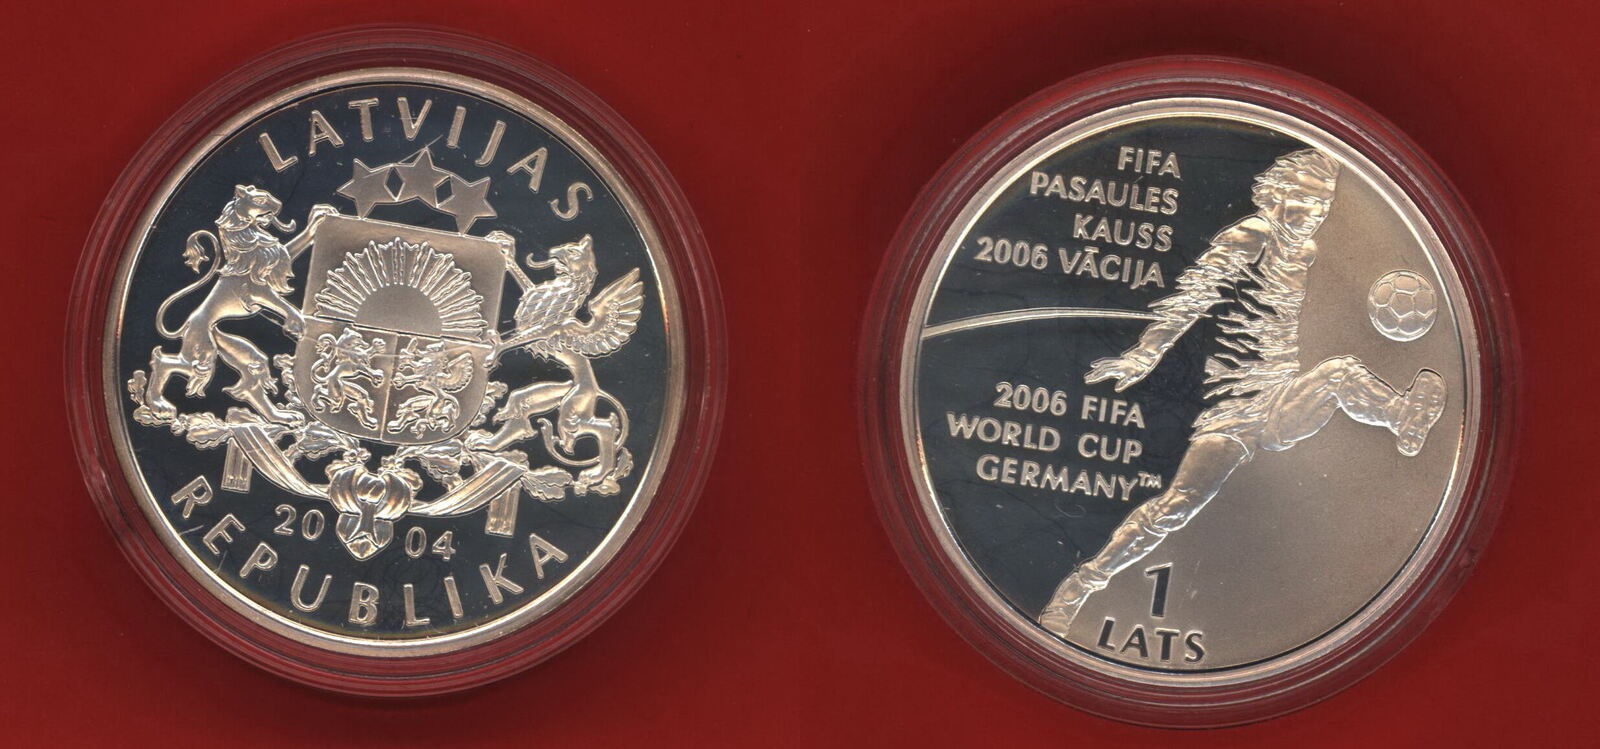 LATVIJAS
20 04
REPUBLIKA
FIFA
PASAULES
KAUSS
2006 VĀCIJA
2006 FIFA
WORLD CUP
GERMANY™
1
LATS